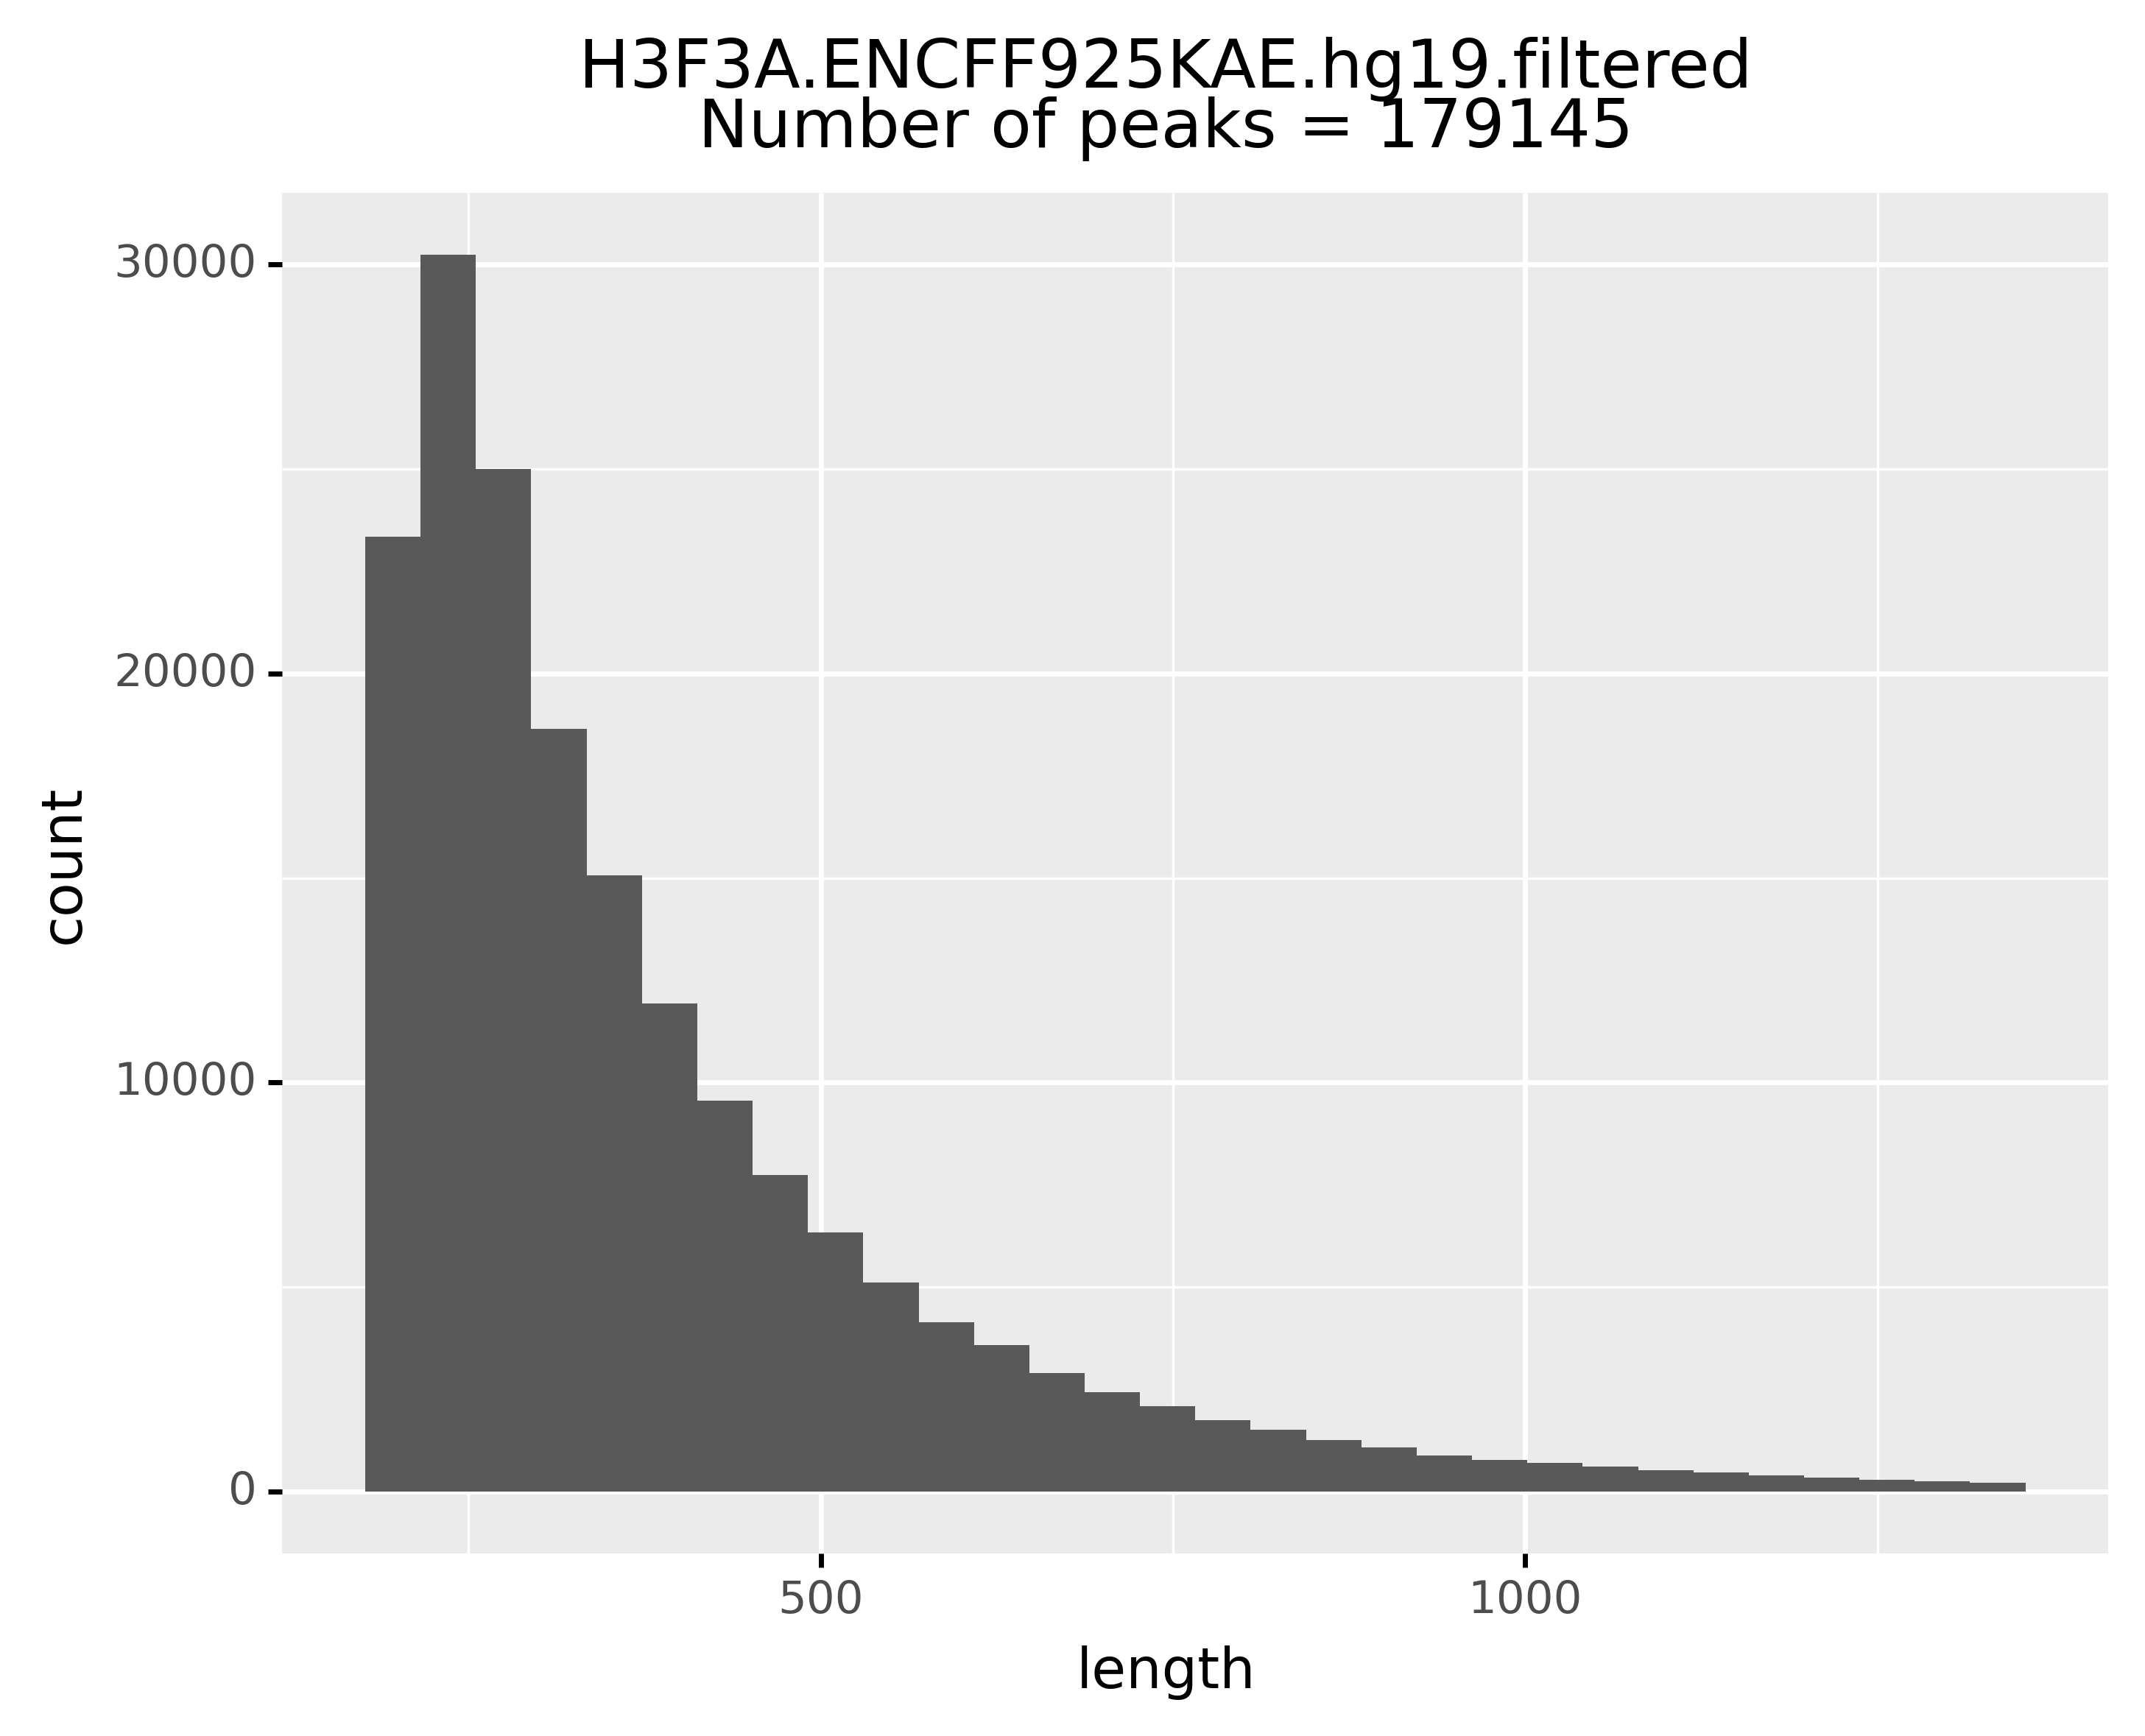 H3F3A.ENCFF925KAE.hg19.filtered
Number of peaks = 179145
30000
20000
10000
0
count
500
1000
length